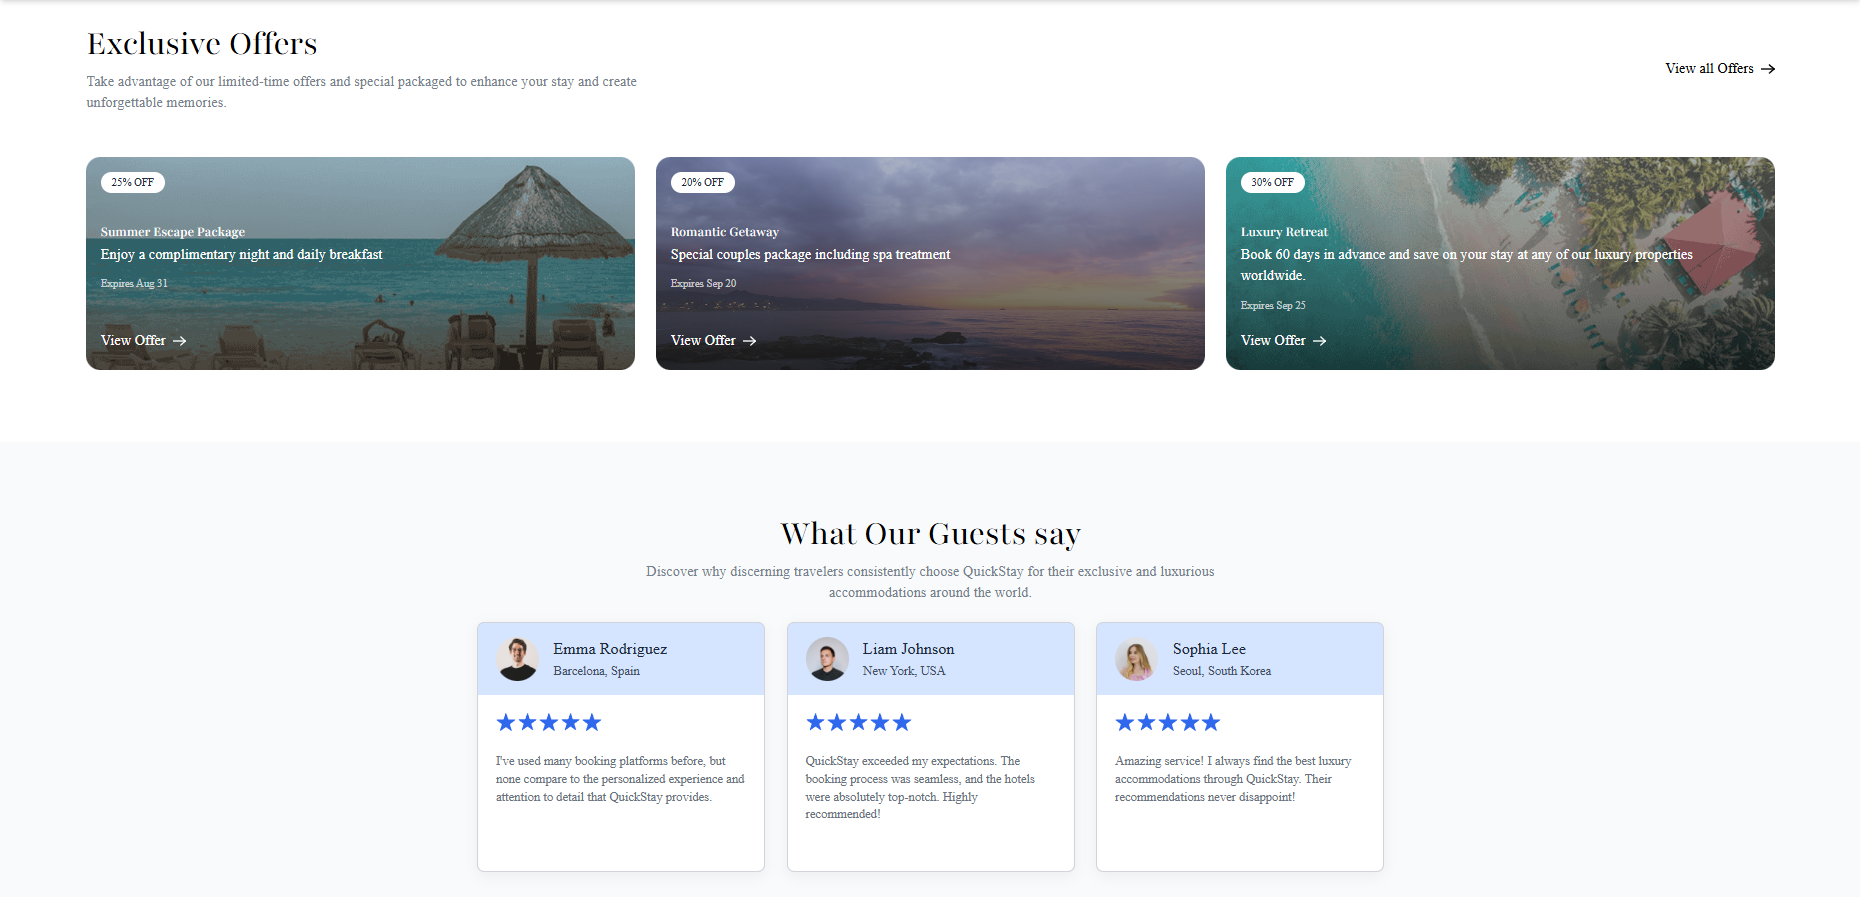 Exclusive Offers
Take advantage of our limited-time offers and special packaged to enhance your stay and create
unforgettable memories.
View all Offers
25% OFF
Summer Escape Package
Enjoy a complimentary night and daily breakfast
Expires Aug 31
View Offer
20% OFF
Romantic Getaway
Special couples package including spa treatment
Expires Sep 20
View Offer
30% OFF
Luxury Retreat
Book 60 days in advance and save on your stay at any of our luxury properties
worldwide.
Expires Sep 25
View Offer
What Our Guests say
Discover why discerning travelers consistently choose QuickStay for their exclusive and luxurious
accommodations around the world.
Emma Rodriguez
Barcelona, Spain
I've used many booking platforms before, but
none compare to the personalized experience and
attention to detail that QuickStay provides.
Liam Johnson
New York, USA
QuickStay exceeded my expectations. The
booking process was seamless, and the hotels
were absolutely top-notch. Highly
recommended!
Sophia Lee
Seoul, South Korea
Amazing service! I always find the best luxury
accommodations through QuickStay. Their
recommendations never disappoint!